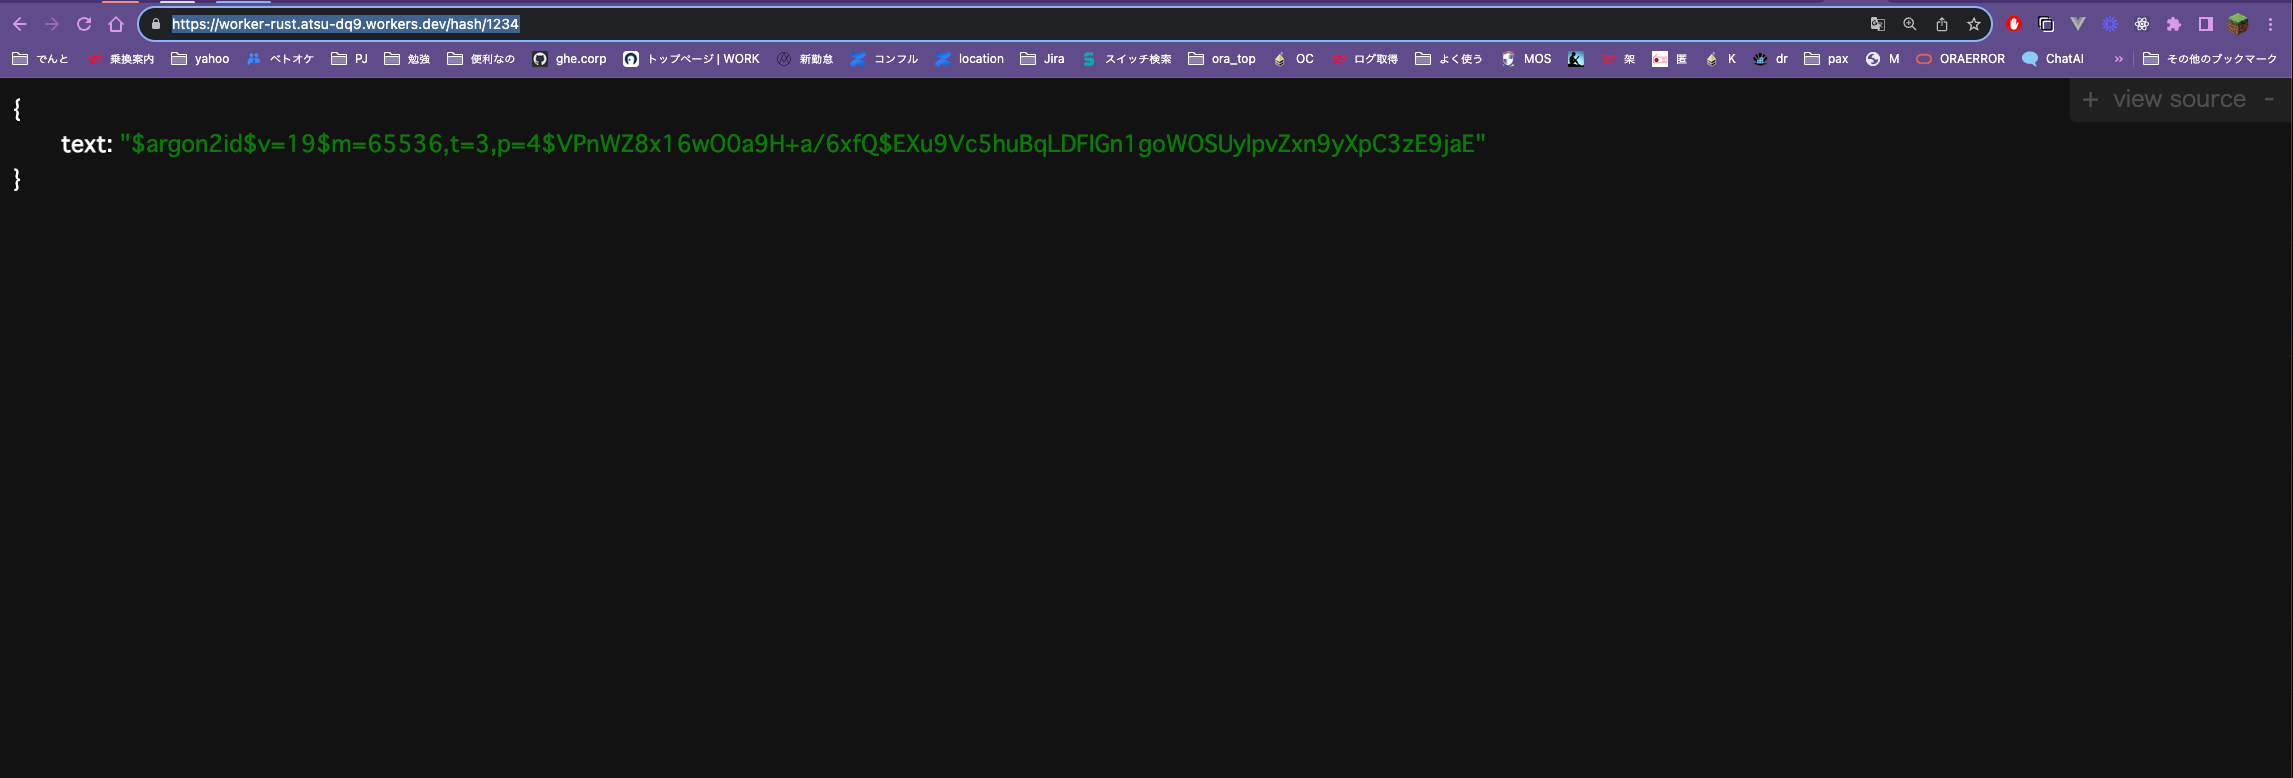 https://worker-rust.atsu-dq9.workers.dev/hash/1234
でんと 乗換案内 yahoo ベトオケ PJ 勉強 便利なの ghe.corp トップページ | WORK 新勤怠 コンフル location Jira スイッチ検索 ora_top OC ログ取得 よく使う MOS 架 匿 K dr pax M ORAERROR ChatAI » その他のブックマーク
{
+ view source -
text: "$argon2id$v=19$m=65536,t=3,p=4$VPnWZ8x16wO0a9H+a/6xfQ$EXu9Vc5huBqLDFIGn1goWOSUylpvZxn9yXpC3zE9jaE"
}